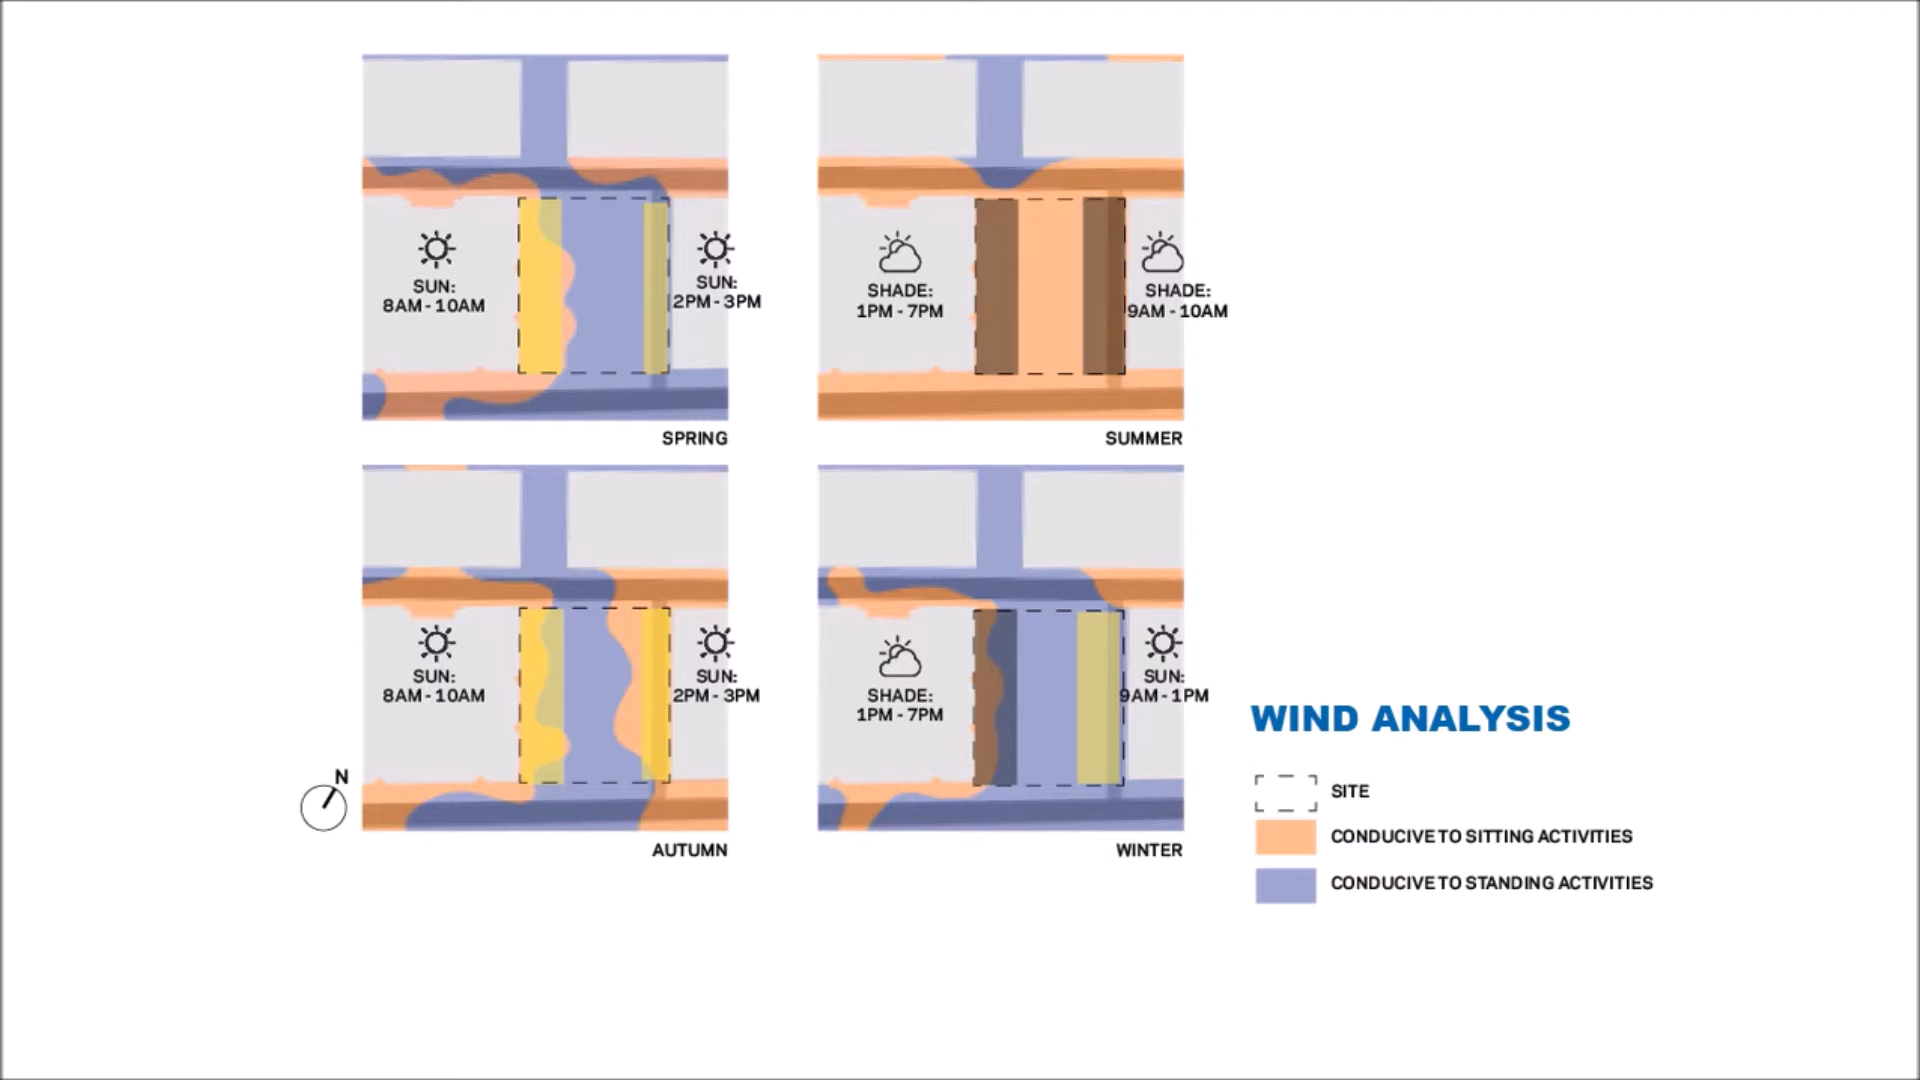 SUN:
8AM - 10AM
SUN:
2PM - 3PM
SPRING
SHADE:
1PM - 7PM
SHADE:
9AM - 10AM
SUMMER
SUN:
8AM - 10AM
SUN:
2PM - 3PM
AUTUMN
SHADE:
1PM - 7PM
SUN:
9AM - 1PM
WINTER
N
WIND ANALYSIS
SITE
CONDUCIVE TO SITTING ACTIVITIES
CONDUCIVE TO STANDING ACTIVITIES